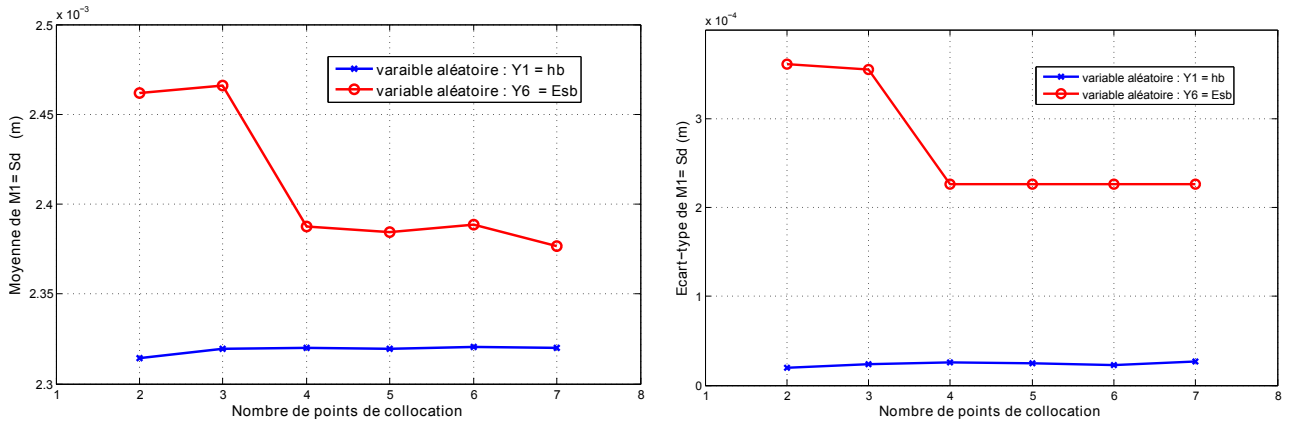 x 10⁻³
2.5
2.45
2.4
2.35
2.3
1 2 3 4 5 6 7 8
Moyenne de M1= Sd (m)
Nombre de points de collocation
varaible aléatoire : Y1 = hb
variable aléatoire : Y6 = Esb
x 10⁻⁴
3
2
1
0
1 2 3 4 5 6 7 8
Ecart-type de M1= Sd (m)
Nombre de points de collocation
variable aléatoire : Y1 = hb
variable aléatoire : Y6 = Esb